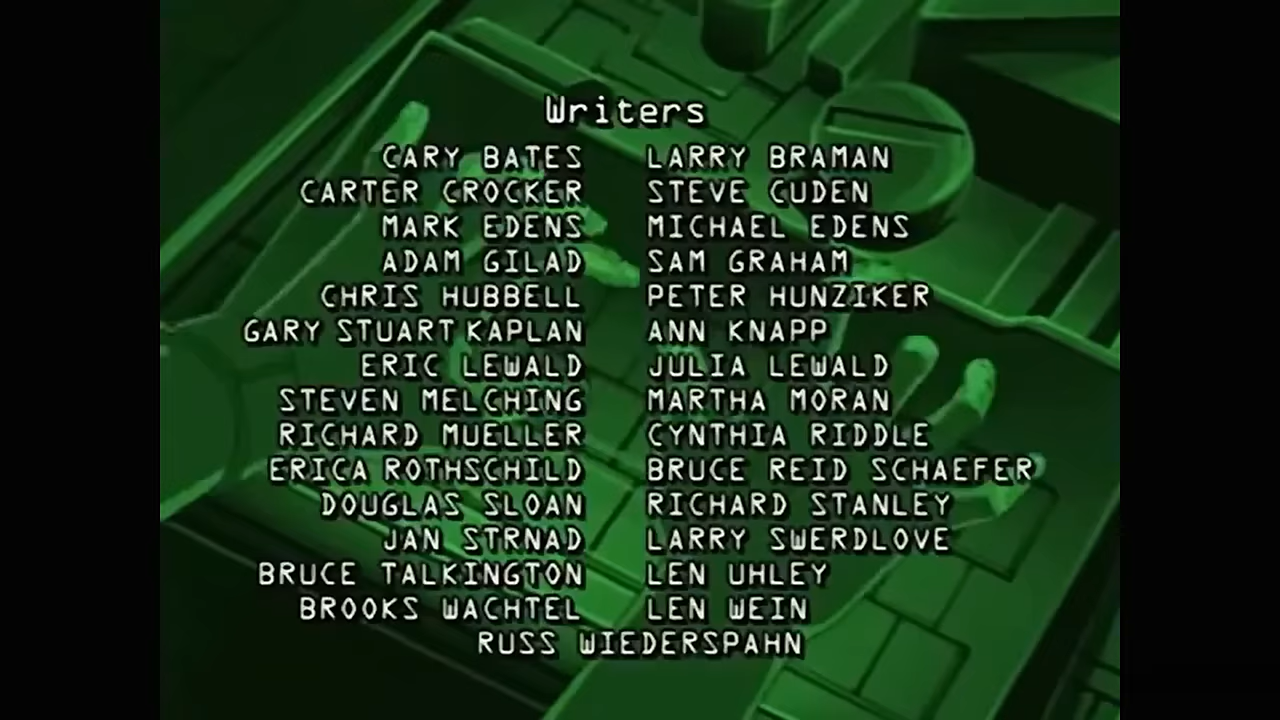 Writers
CARY BATES LARRY BRAMAN
CARTER CROCKER STEVE CUDEN
MARK EDENS MICHAEL EDENS
ADAM GILAD SAM GRAHAM
CHRIS HUBBELL PETER HUNZIKER
GARY STUART KAPLAN ANN KNAPP
ERIC LEWALD JULIA LEWALD
STEVEN MELCHING MARTHA MORAN
RICHARD MUELLER CYNTHIA RIDDLE
ERICA ROTHSCHILD BRUCE REID SCHAEFER
DOUGLAS SLOAN RICHARD STANLEY
JAN STRNAD LARRY SWERDLOVE
BRUCE TALKINGTON LEN UHLEY
BROOKS WACHTEL LEN WEIN
RUSS WIEDERSPAHN